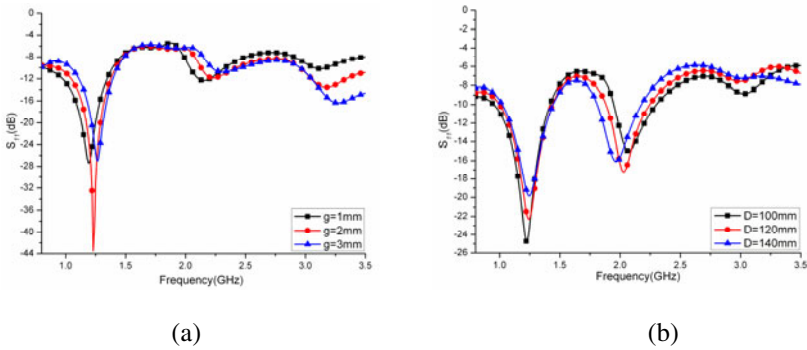 0
-4
-8
-12
-16
-20
-24
-28
-32
-36
-40
-44
S11(dB)
1.0 1.5 2.0 2.5 3.0 3.5
Frequency(GHz)
g=1mm
g=2mm
g=3mm
(a)
0
-2
-4
-6
-8
-10
-12
-14
-16
-18
-20
-22
-24
-26
S11(dB)
1.0 1.5 2.0 2.5 3.0 3.5
Frequency(GHz)
D=100mm
D=120mm
D=140mm
(b)